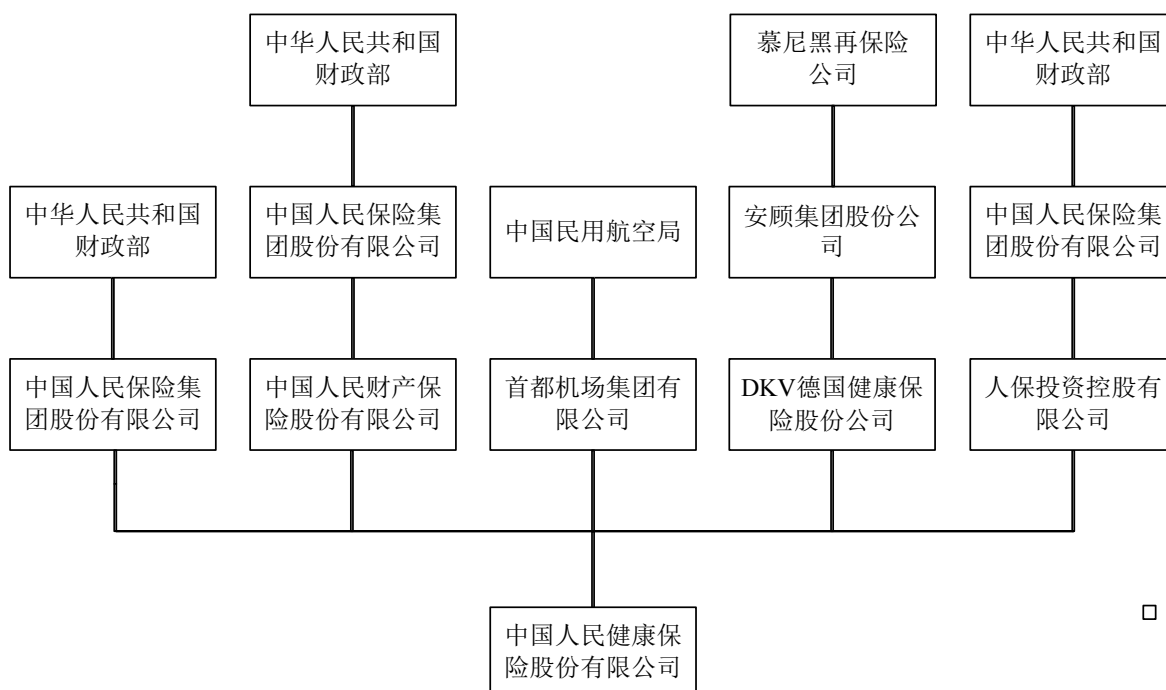 中华人民共和国
财政部
慕尼黑再保险
公司
中华人民共和国
财政部
中华人民共和国
财政部
中国人民保险集
团股份有限公司
中国民用航空局
安顾集团股份公
司
中国人民保险集
团股份有限公司
中国人民保险集
团股份有限公司
中国人民财产保
险股份有限公司
首都机场集团有
限公司
DKV德国健康保
险股份公司
人保投资控股有
限公司
中国人民健康保
险股份有限公司